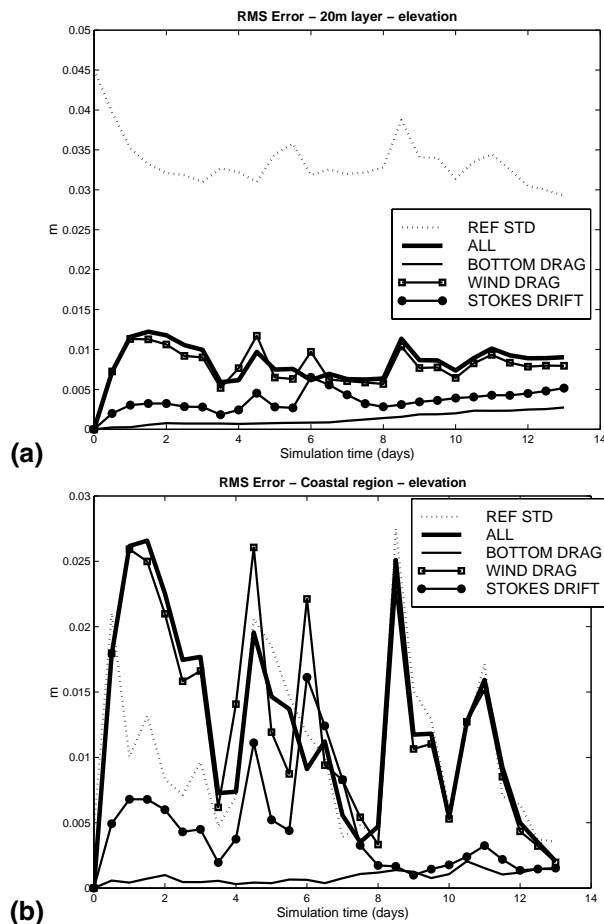 RMS Error – 20m layer – elevation
0.05
0.045
0.04
0.035
0.03
0.025
0.02
0.015
0.01
0.005
0
m
REF STD
ALL
BOTTOM DRAG
WIND DRAG
STOKES DRIFT
0 2 4 6 8 10 12 14
Simulation time (days)
(a)
RMS Error – Coastal region – elevation
0.03
0.025
0.02
0.015
0.01
0.005
0
m
REF STD
ALL
BOTTOM DRAG
WIND DRAG
STOKES DRIFT
0 2 4 6 8 10 12 14
Simulation time (days)
(b)